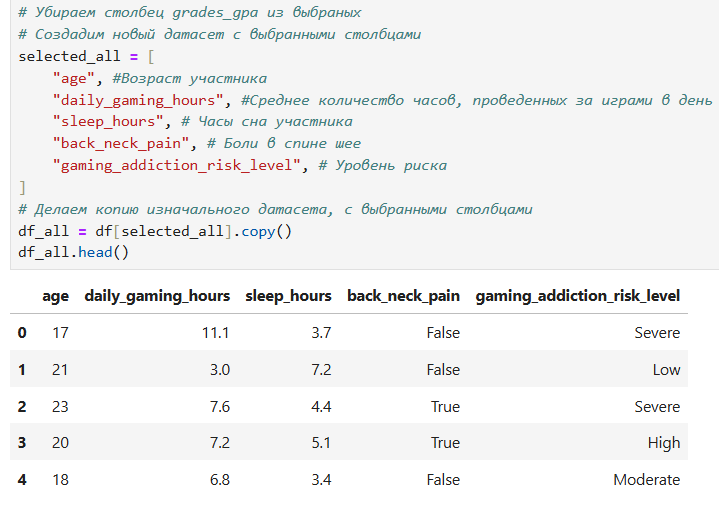 # Убираем столбец grades_gpa из выбраных
# Создадим новый датасет с выбранными столбцами
selected_all = [
    "age", #Возраст участника
    "daily_gaming_hours", #Среднее количество часов, проведенных за играми в день
    "sleep_hours", # Часы сна участника
    "back_neck_pain", # Боли в спине шее
    "gaming_addiction_risk_level", # Уровень риска
]
# Делаем копию изначального датасета, с выбранными столбцами
df_all = df[selected_all].copy()
df_all.head()
age daily_gaming_hours sleep_hours back_neck_pain gaming_addiction_risk_level
0 17 11.1 3.7 False Severe
1 21 3.0 7.2 False Low
2 23 7.6 4.4 True Severe
3 20 7.2 5.1 True High
4 18 6.8 3.4 False Moderate